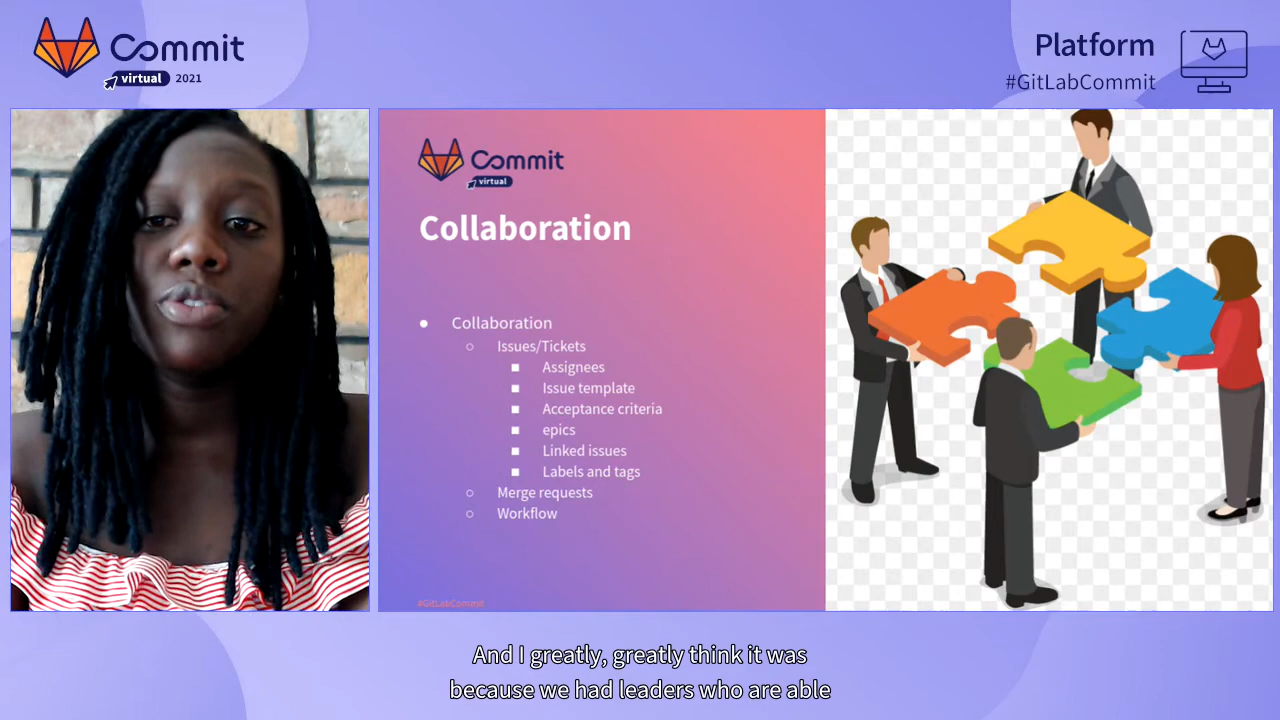 Commit
virtual 2021
Platform
#GitLabCommit
Commit
virtual
Collaboration
● Collaboration
○ Issues/Tickets
■ Assignees
■ Issue template
■ Acceptance criteria
■ epics
■ Linked issues
■ Labels and tags
○ Merge requests
○ Workflow
#GitLabCommit
And I greatly, greatly think it was
because we had leaders who are able